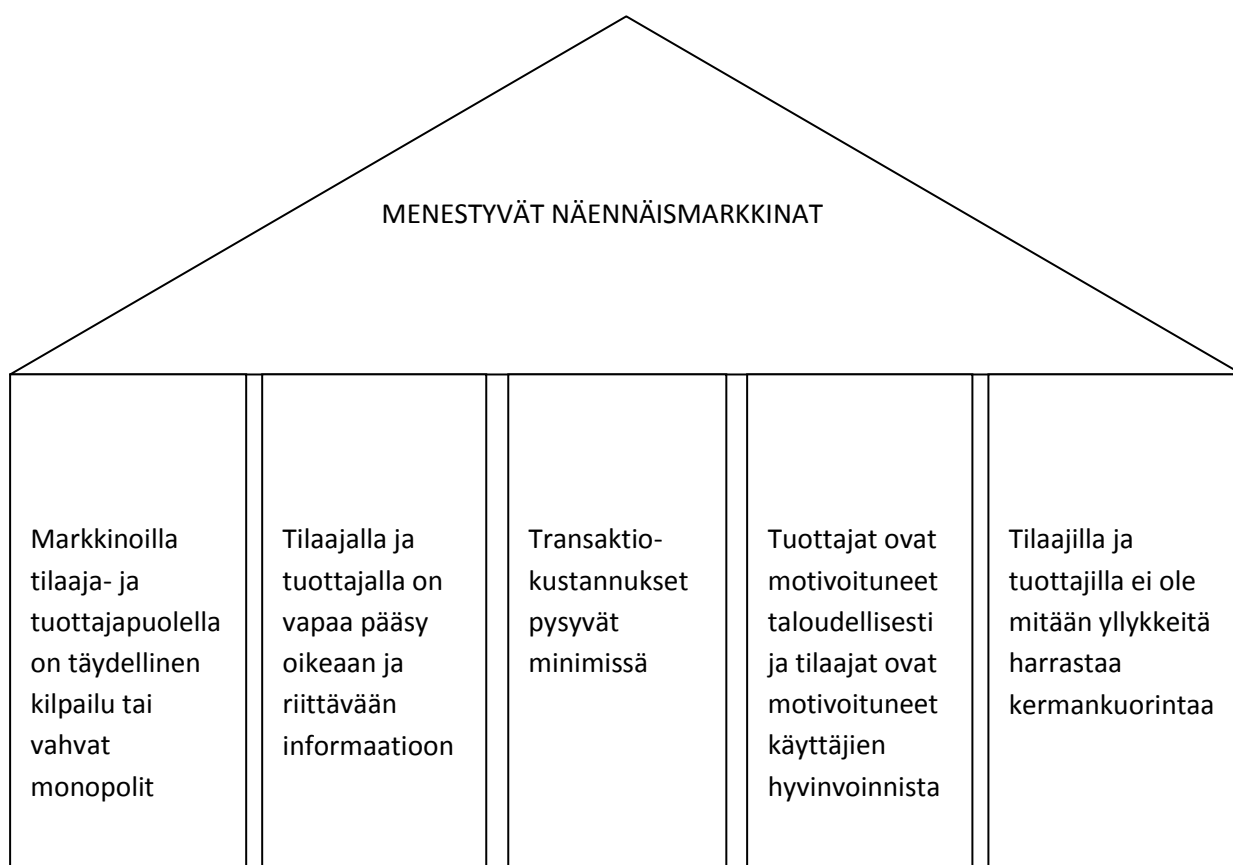 MENESTYVÄT NÄENNÄISMARKKINAT
Markkinoilla
tilaaja- ja
tuottajapuolella
on täydellinen
kilpailu tai
vahvat
monopolit
Tilaajalla ja
tuottajalla on
vapaa pääsy
oikeaan ja
riittävään
informaatioon
Transaktio-
kustannukset
pysyvät
minimissä
Tuottajat ovat
motivoituneet
taloudellisesti
ja tilaajat ovat
motivoituneet
käyttäjien
hyvinvoinnista
Tilaajilla ja
tuottajilla ei ole
mitään yllykkeitä
harrastaa
kermankuorintaa